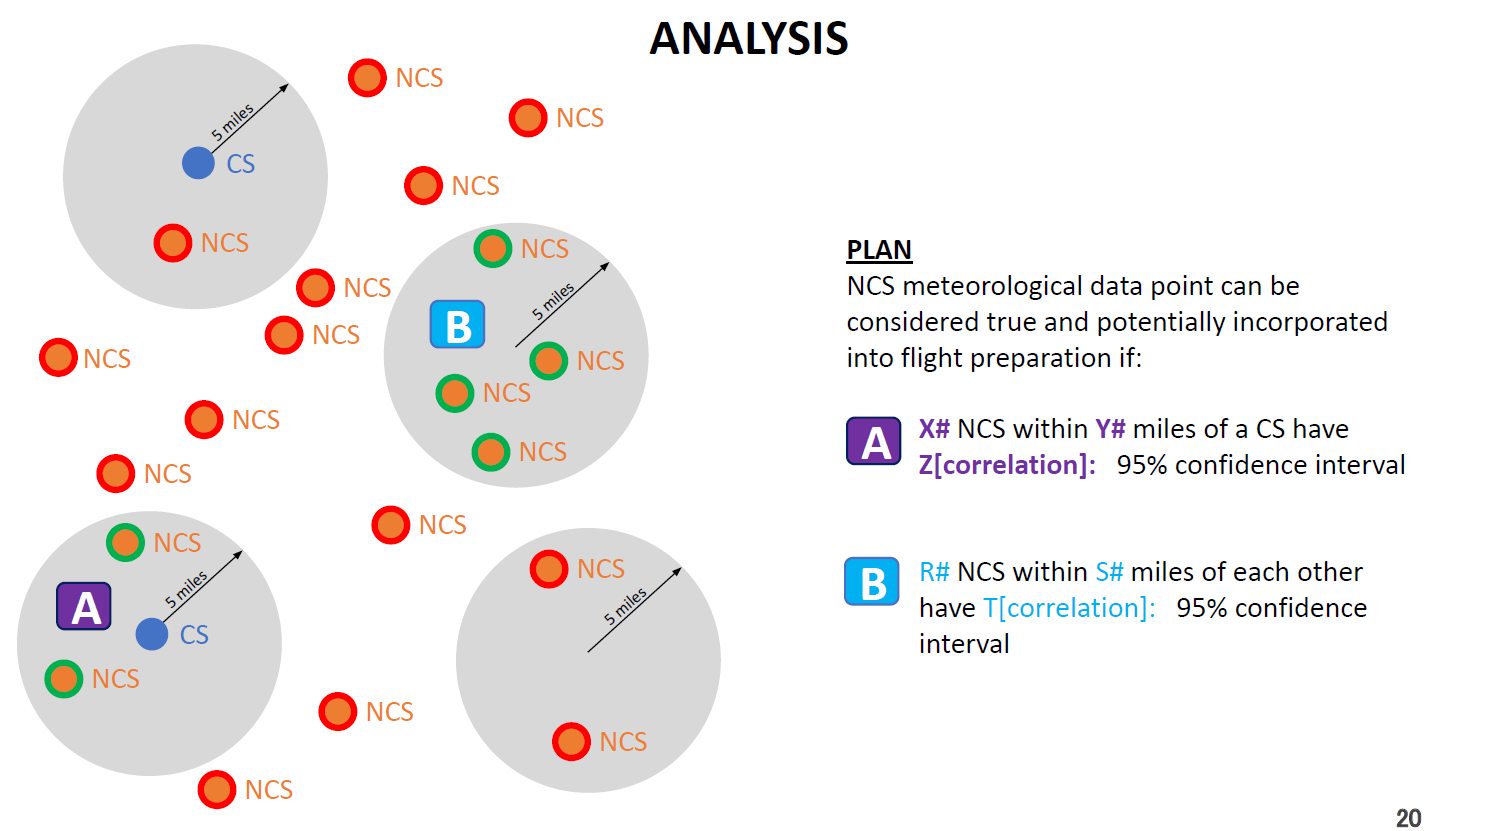 ANALYSIS
NCS
NCS
5 miles
CS
NCS
NCS
NCS
NCS
5 miles
B
NCS
NCS
NCS
NCS
NCS
NCS
NCS
NCS
NCS
NCS
5 miles
A
CS
NCS
NCS
NCS
5 miles
NCS
NCS
NCS
PLAN
NCS meteorological data point can be
considered true and potentially incorporated
into flight preparation if:
A
X# NCS within Y# miles of a CS have
Z[correlation]: 95% confidence interval
B
R# NCS within S# miles of each other
have T[correlation]: 95% confidence
interval
20